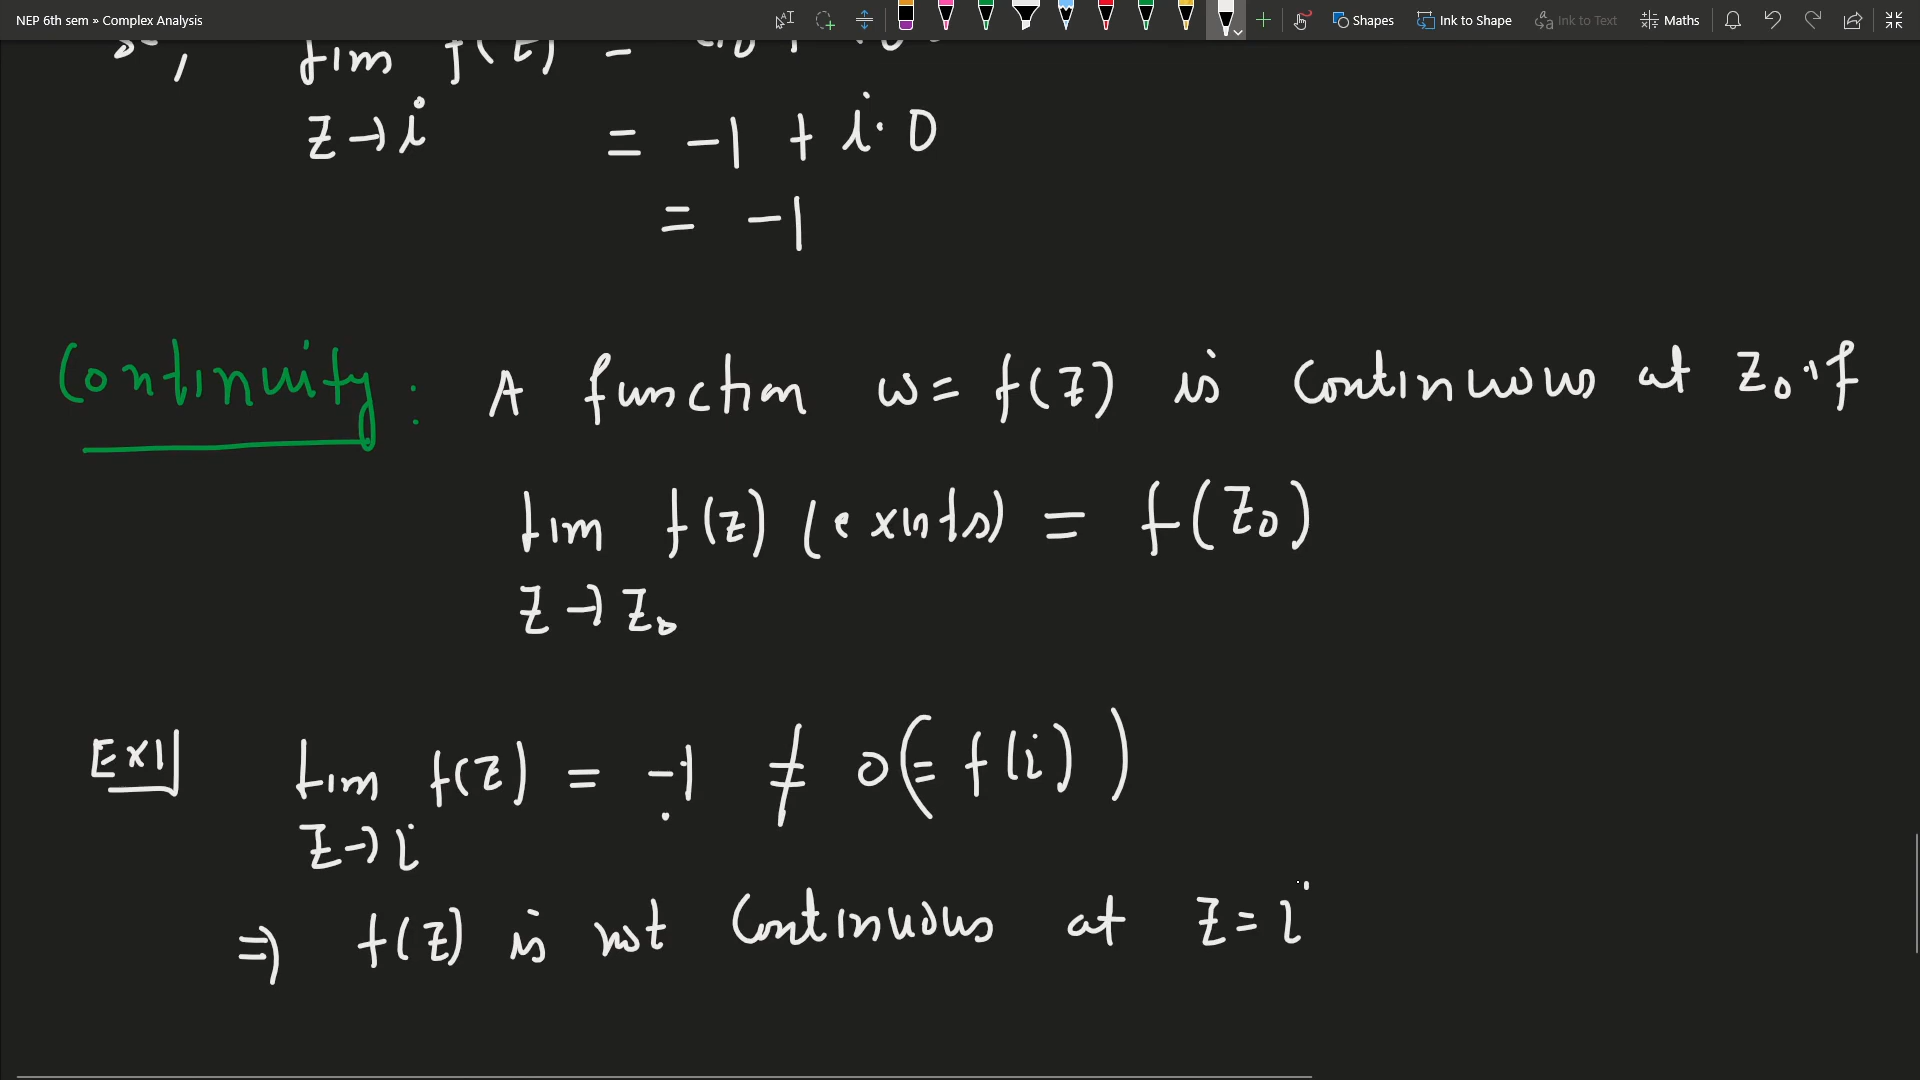 NEP 6th sem » Complex Analysis
Shapes Ink to Shape Ink to Text Maths
lim f(z) =
z→i = -1 + i·0
= -1
Continuity : A function w = f(z) is continuous at z₀ if
lim f(z) (exists) = f(z₀)
z→z₀
Ex1 lim f(z) = -1 ≠ 0(= f(i))
z→i
⇒ f(z) is not continuous at z = i